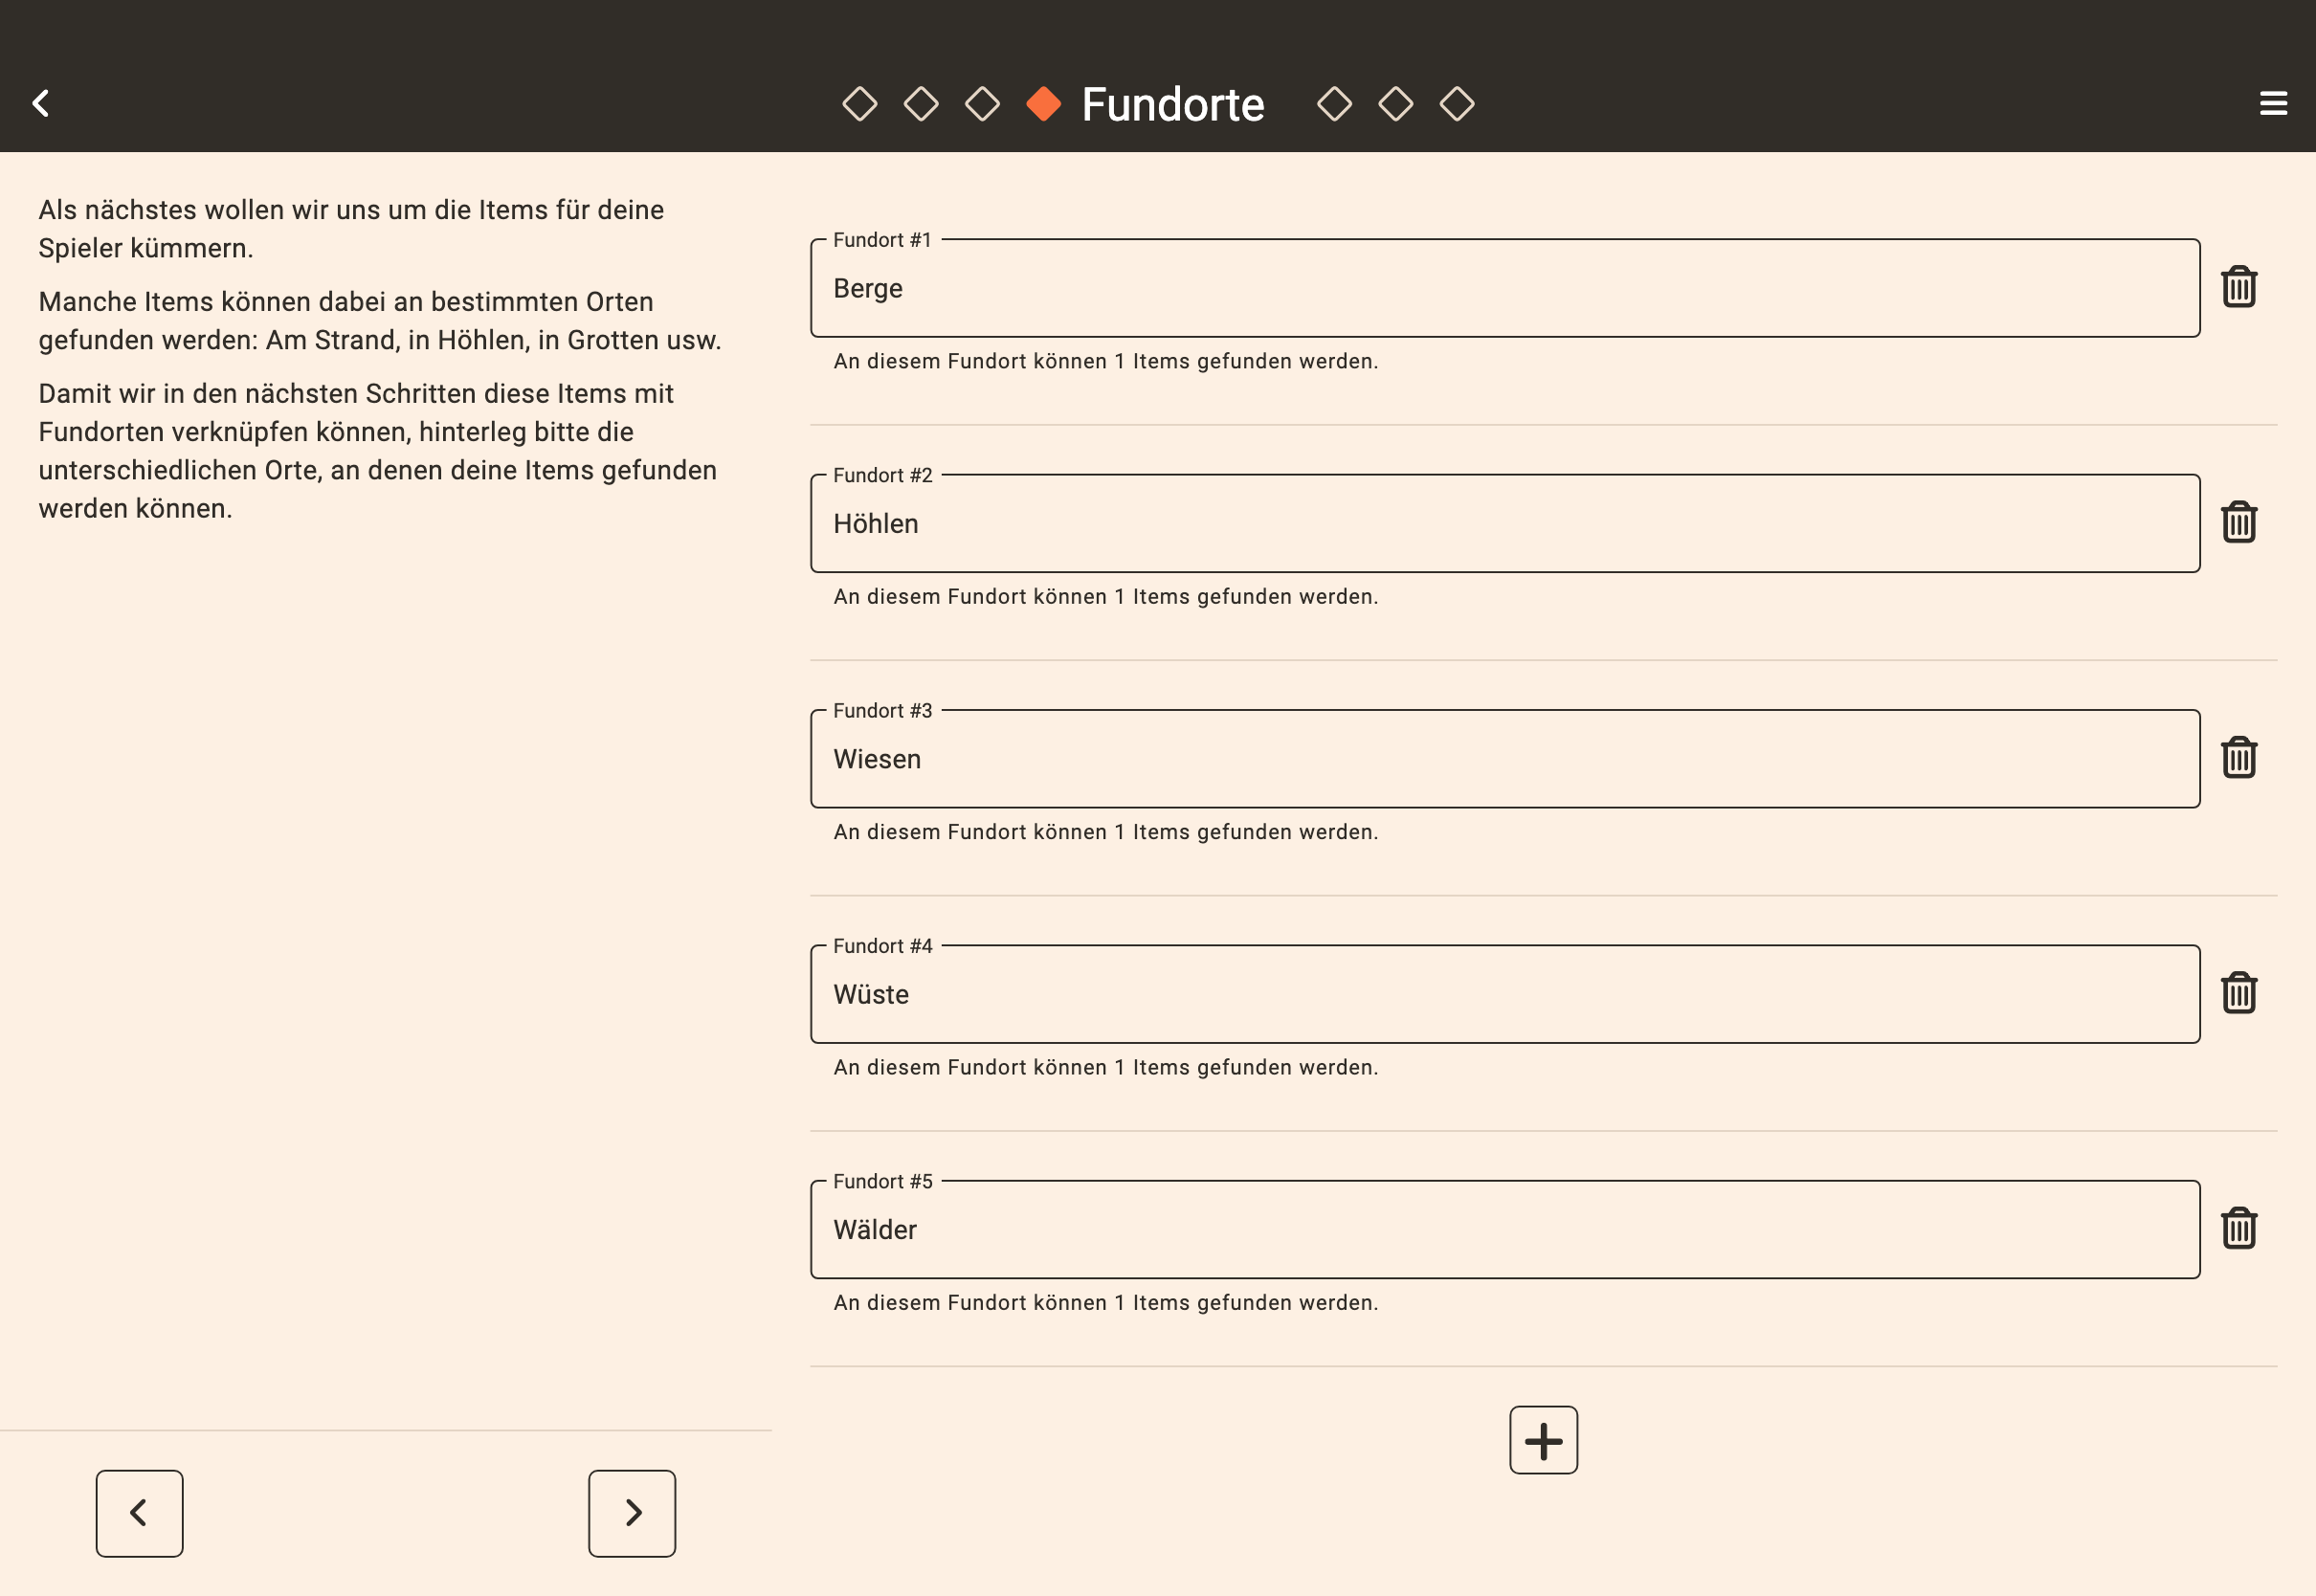 Fundorte
Als nächstes wollen wir uns um die Items für deine
Spieler kümmern.
Manche Items können dabei an bestimmten Orten
gefunden werden: Am Strand, in Höhlen, in Grotten usw.
Damit wir in den nächsten Schritten diese Items mit
Fundorten verknüpfen können, hinterleg bitte die
unterschiedlichen Orte, an denen deine Items gefunden
werden können.
Fundort #1
Berge
An diesem Fundort können 1 Items gefunden werden.
Fundort #2
Höhlen
An diesem Fundort können 1 Items gefunden werden.
Fundort #3
Wiesen
An diesem Fundort können 1 Items gefunden werden.
Fundort #4
Wüste
An diesem Fundort können 1 Items gefunden werden.
Fundort #5
Wälder
An diesem Fundort können 1 Items gefunden werden.